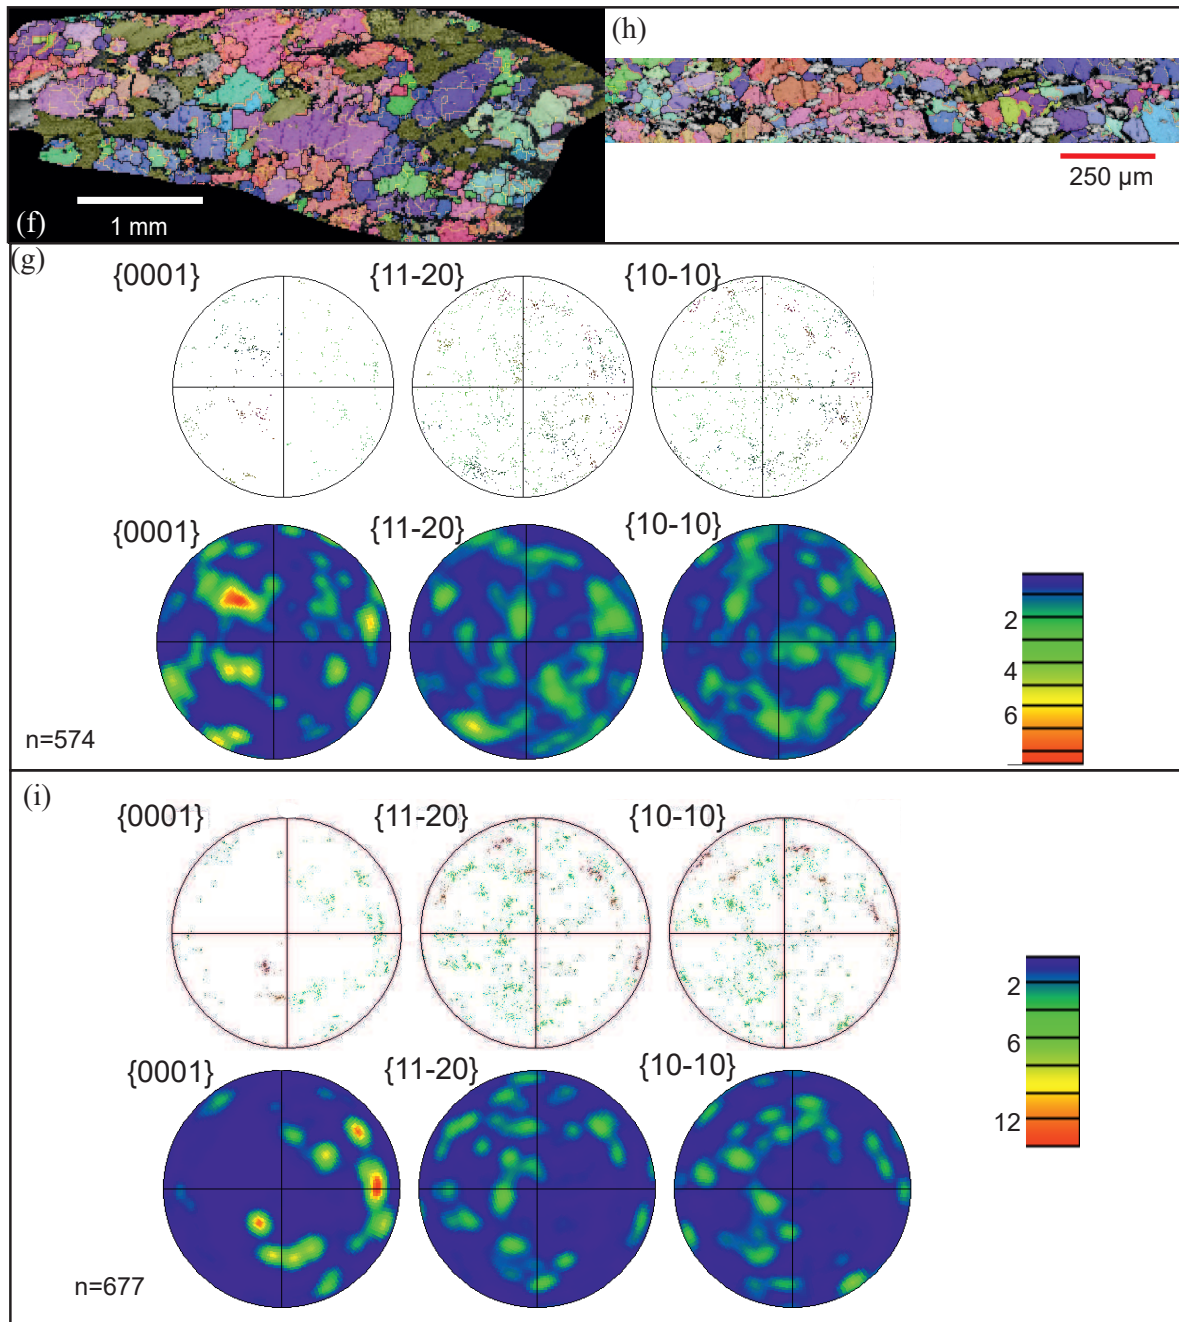 (h)
250 µm
(f)
1 mm
(g)
{0001}
{11-20}
{10-10}
{0001}
{11-20}
{10-10}
2
4
6
n=574
(i)
{0001}
{11-20}
{10-10}
2
6
12
{0001}
{11-20}
{10-10}
n=677